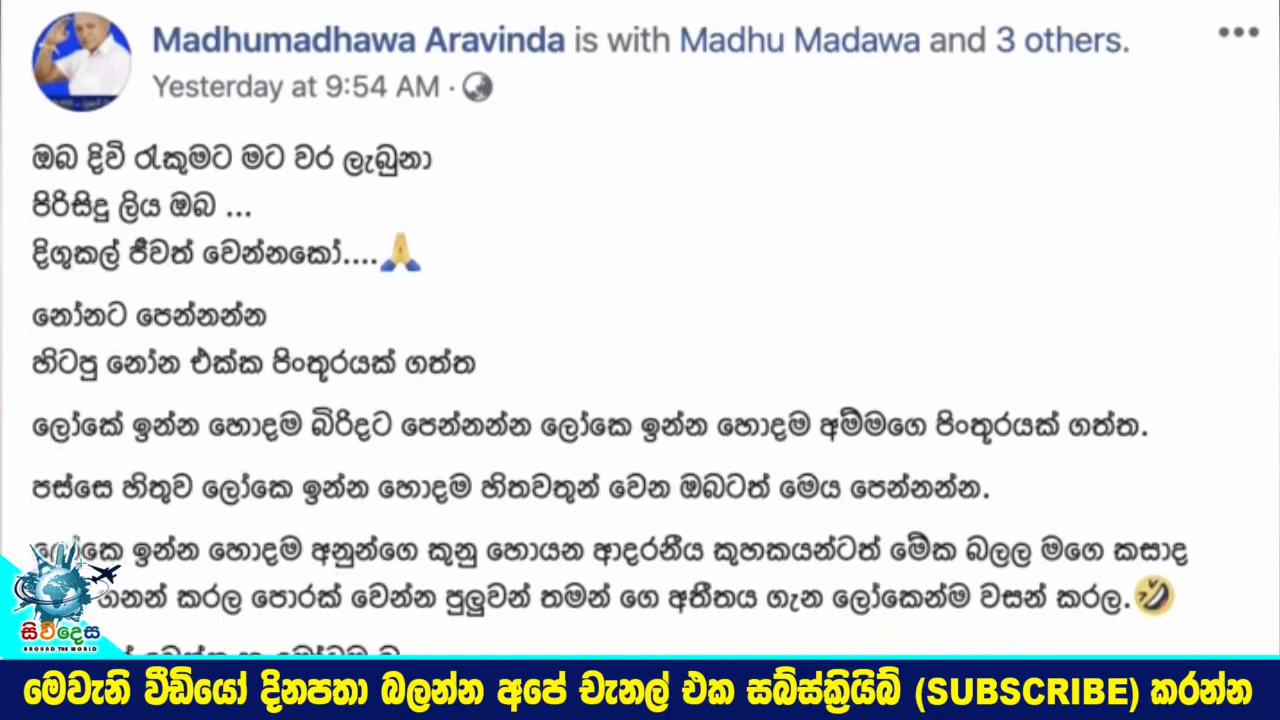 Madhumadhawa Aravinda is with Madhu Madawa and 3 others.
Yesterday at 9:54 AM ·
ඔබ දිවි රැකුමට මට වර ලැබුනා
පිරිසිදු ලිය ඔබ ...
දිගුකල් ජීවත් වෙන්නකෝ....🙏
නෝනට පෙන්නන්න
හිටපු නෝන එක්ක පිංතූරයක් ගත්ත
ලෝකේ ඉන්න හොදම බිරිදට පෙන්නන්න ලෝකෙ ඉන්න හොදම අම්මගෙ පිංතූරයක් ගත්ත.
පස්සෙ හිතුව ලෝකෙ ඉන්න හොදම හිතවතුන් වෙන ඔබටත් මෙය පෙන්නන්න.
ඉන්න හොදම අනුන්ගෙ කුනු හොයන ආදරනීය කුහකයන්ටත් මේක බලල මගෙ කසාද
කරල පොරක් වෙන්න පුලුවන් තමන් ගෙ අතීතය ගැන ලෝකෙන්ම වසන් කරල.🤣
සිව්දෙස
AROUND THE WORLD
මෙවැනි වීඩියෝ දිනපතා බලන්න අපේ චැනල් එක සබ්ස්ක්‍රයිබ් (SUBSCRIBE) කරන්න